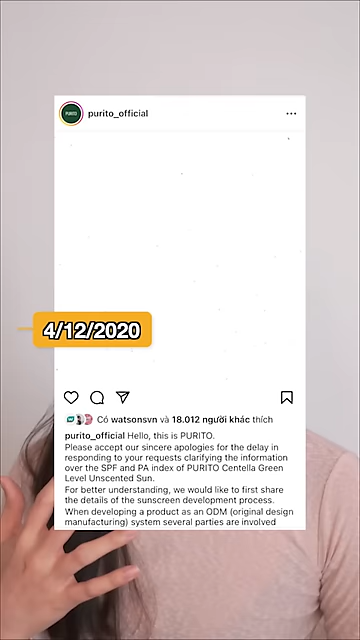 PURITO
purito_official
4/12/2020
Có watsonsvn và 18.012 người khác thích
purito_official Hello, this is PURITO.
Please accept our sincere apologies for the delay in
responding to your requests clarifying the information
over the SPF and PA index of PURITO Centella Green
Level Unscented Sun.
For better understanding, we would like to first share
the details of the sunscreen development process.
When developing a product as an ODM (original design
manufacturing) system several parties are involved